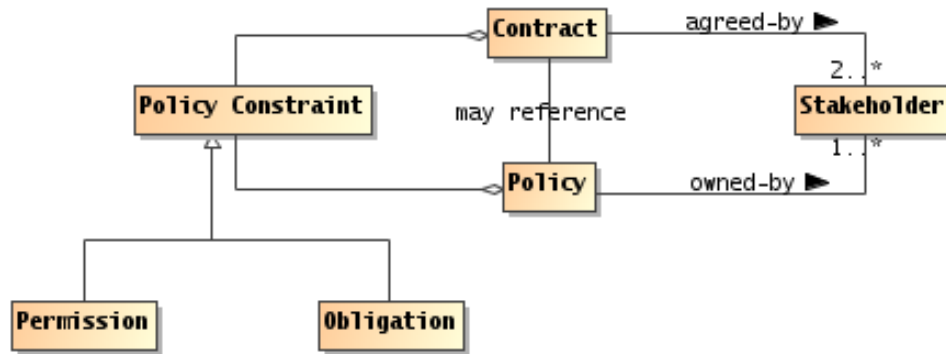 Contract
agreed-by ►
2..*
Policy Constraint
may reference
Stakeholder
1..*
Policy
owned-by ►
Permission
Obligation